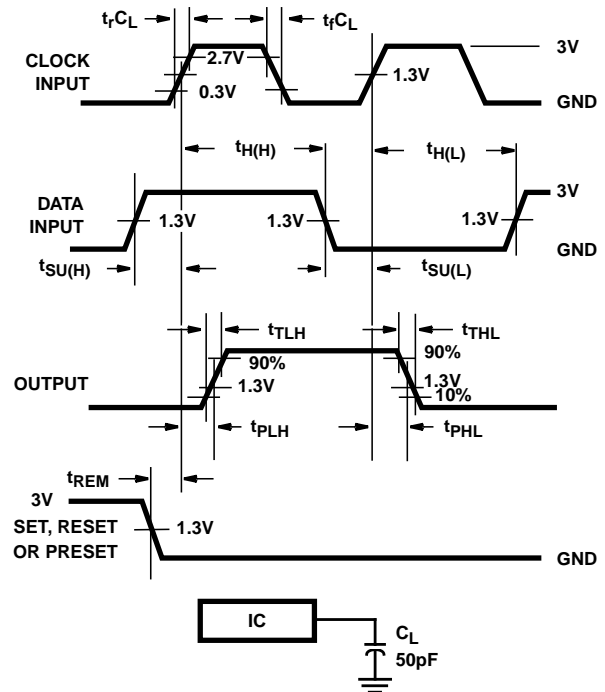 t_rC_L t_fC_L
CLOCK
INPUT
2.7V
0.3V
1.3V
3V
GND
t_H(H) t_H(L)
DATA
INPUT
1.3V 1.3V 1.3V
3V
GND
t_SU(H) t_SU(L)
t_TLH t_THL
OUTPUT
90% 90%
1.3V 1.3V
10%
t_PLH t_PHL
t_REM
3V
SET, RESET
OR PRESET
1.3V
GND
IC
C_L
50pF